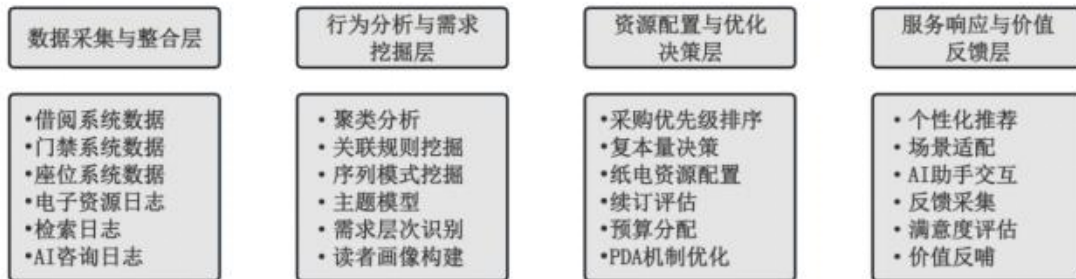 数据采集与整合层
行为分析与需求
挖掘层
资源配置与优化
决策层
服务响应与价值
反馈层
•借阅系统数据
•门禁系统数据
•座位系统数据
•电子资源日志
•检索日志
•AI咨询日志
•聚类分析
•关联规则挖掘
•序列模式挖掘
•主题模型
•需求层次识别
•读者画像构建
•采购优先级排序
•复本量决策
•纸电资源配置
•续订评估
•预算分配
•PDA机制优化
•个性化推荐
•场景适配
•AI助手交互
•反馈采集
•满意度评估
•价值反哺